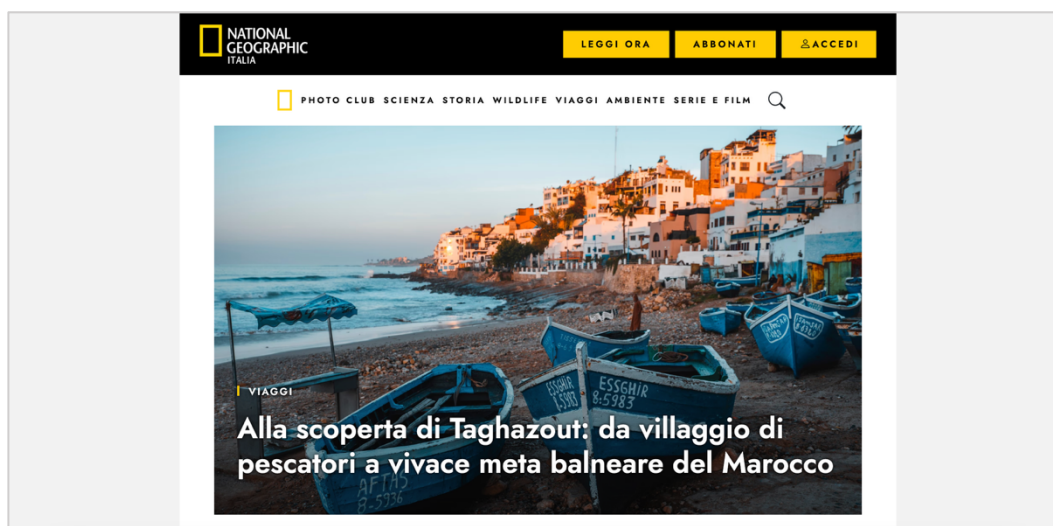 NATIONAL
GEOGRAPHIC
ITALIA
LEGGI ORA
ABBONATI
ACCEDI
PHOTO CLUB SCIENZA STORIA WILDLIFE VIAGGI AMBIENTE SERIE E FILM
ESSGHIR
8-5983
VIAGGI
Alla scoperta di Taghazout: da villaggio di
pescatori a vivace meta balneare del Marocco
AFTAS
8-5936